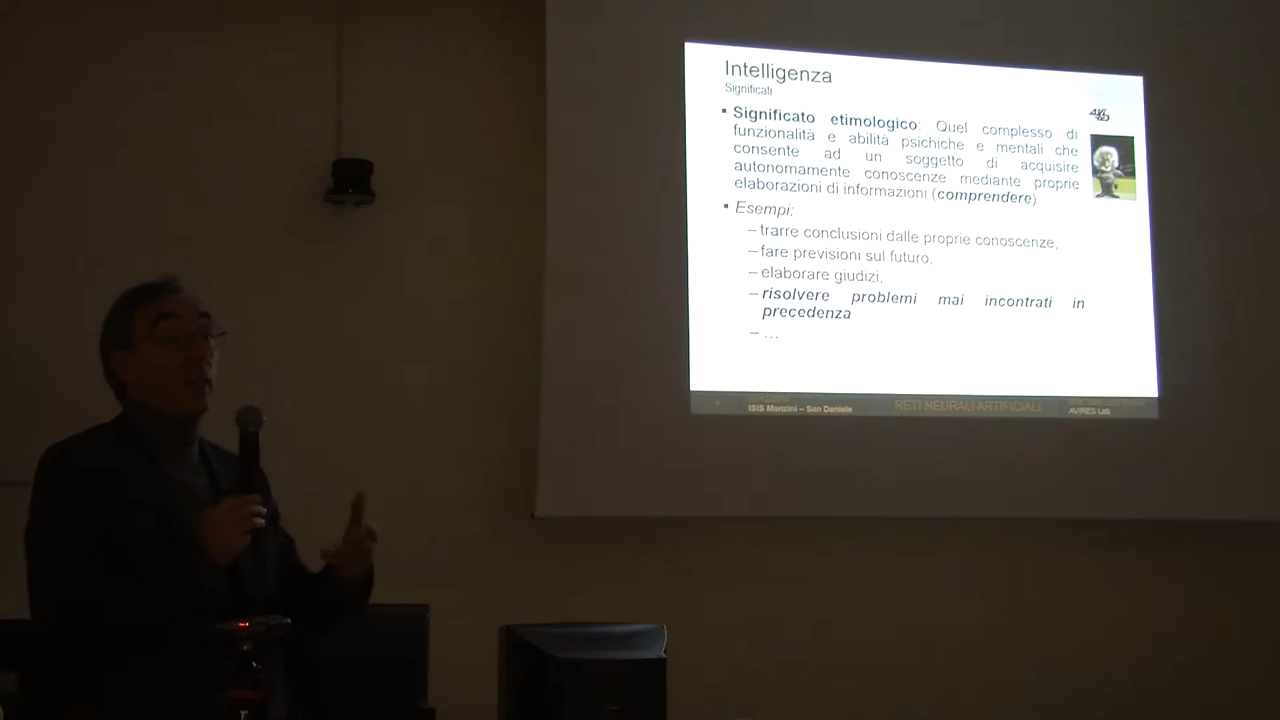 Intelligenza
Significati
Significato etimologico: Quel complesso di
funzionalità e abilità psichiche e mentali che
consente ad un soggetto di acquisire
autonomamente conoscenze mediante proprie
elaborazioni di informazioni (comprendere)
Esempi:
– trarre conclusioni dalle proprie conoscenze,
– fare previsioni sul futuro,
– elaborare giudizi,
– risolvere problemi mai incontrati in
precedenza
– ...
ISIS Manzini – San Daniele
RETI NEURALI ARTIFICIALI
AVIRES Lab